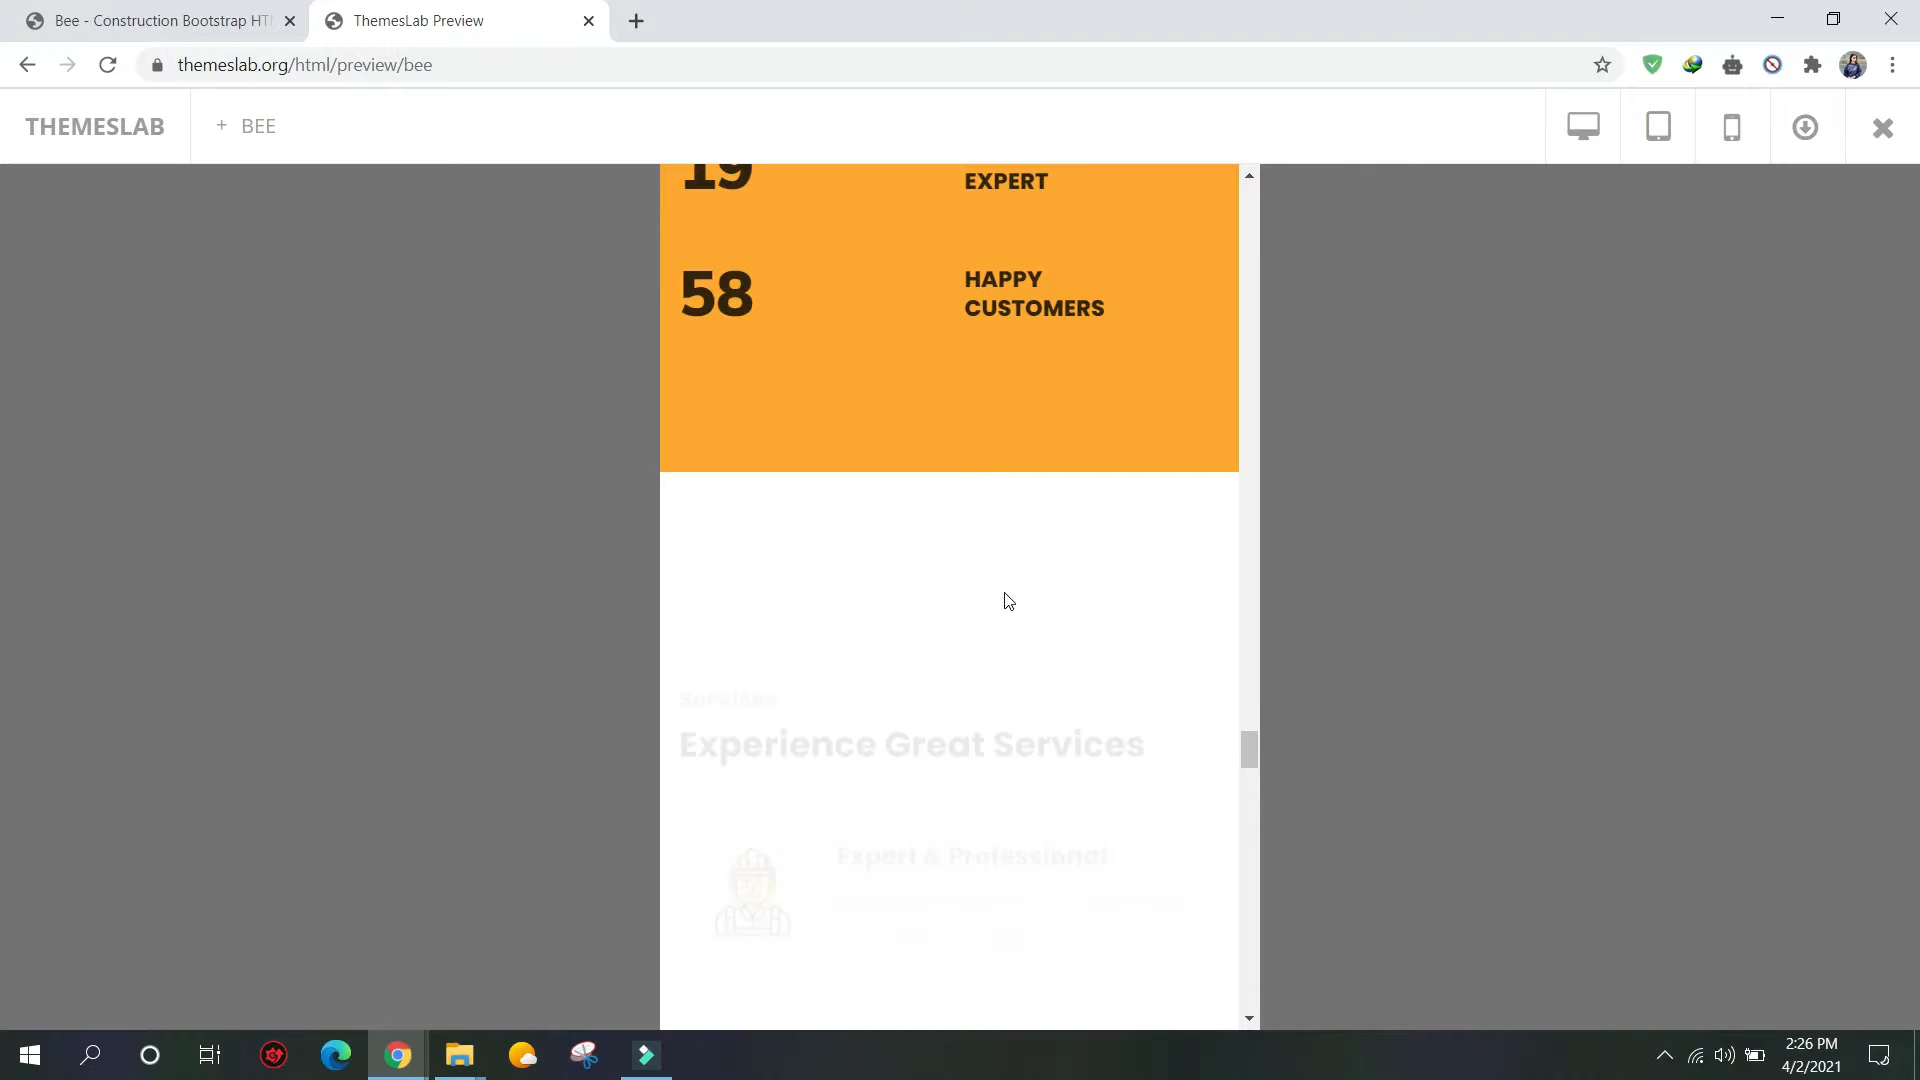 Bee - Construction Bootstrap HT
ThemesLab Preview
themeslab.org/html/preview/bee
THEMESLAB
+ BEE
19
EXPERT
58
HAPPY
CUSTOMERS
Services
Experience Great Services
Expert & Professional
2:26 PM
4/2/2021